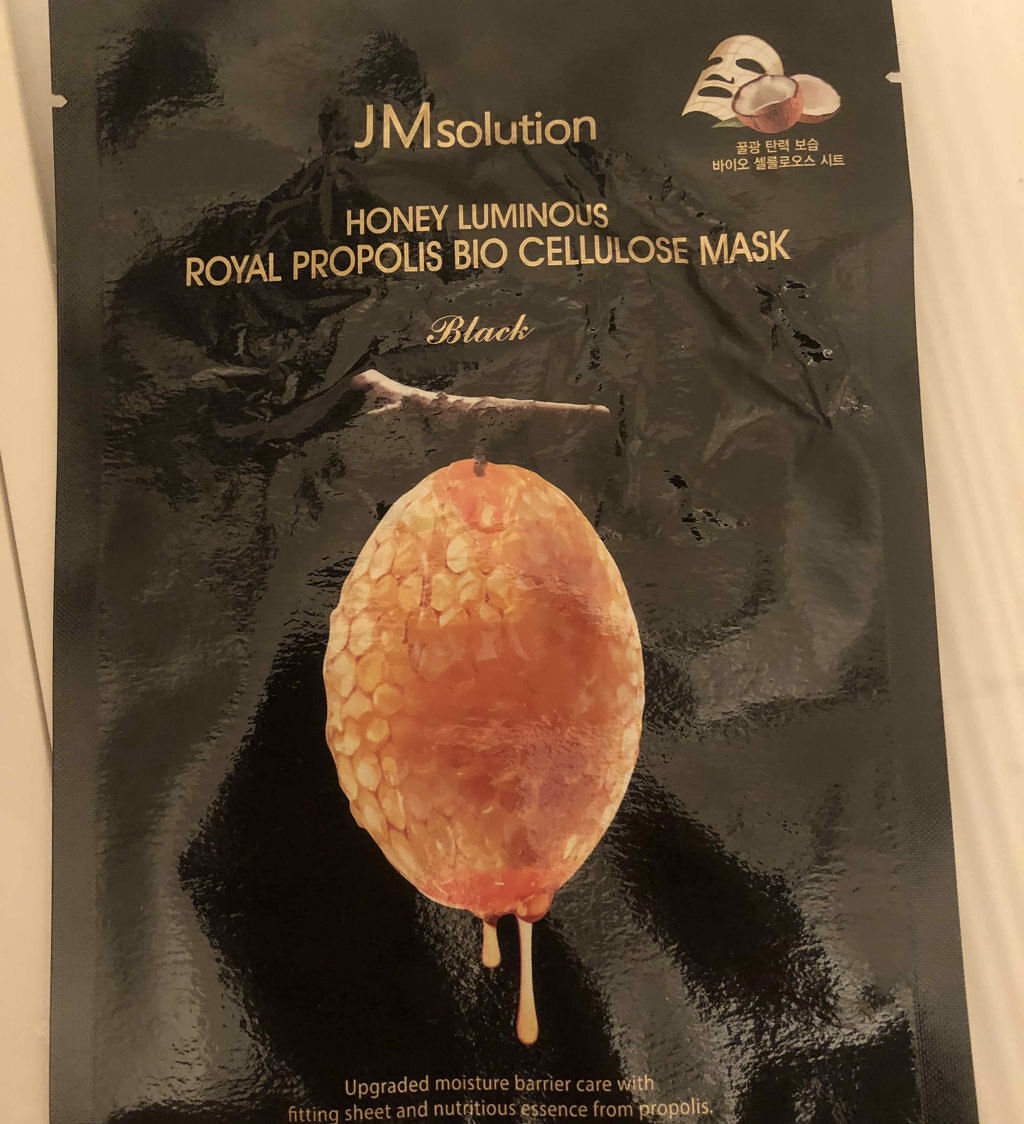 JMsolution
꿀광 탄력 보습
바이오 셀룰로오스 시트
HONEY LUMINOUS
ROYAL PROPOLIS BIO CELLULOSE MASK
Black
Upgraded moisture barrier care with
fitting sheet and nutritious essence from propolis.